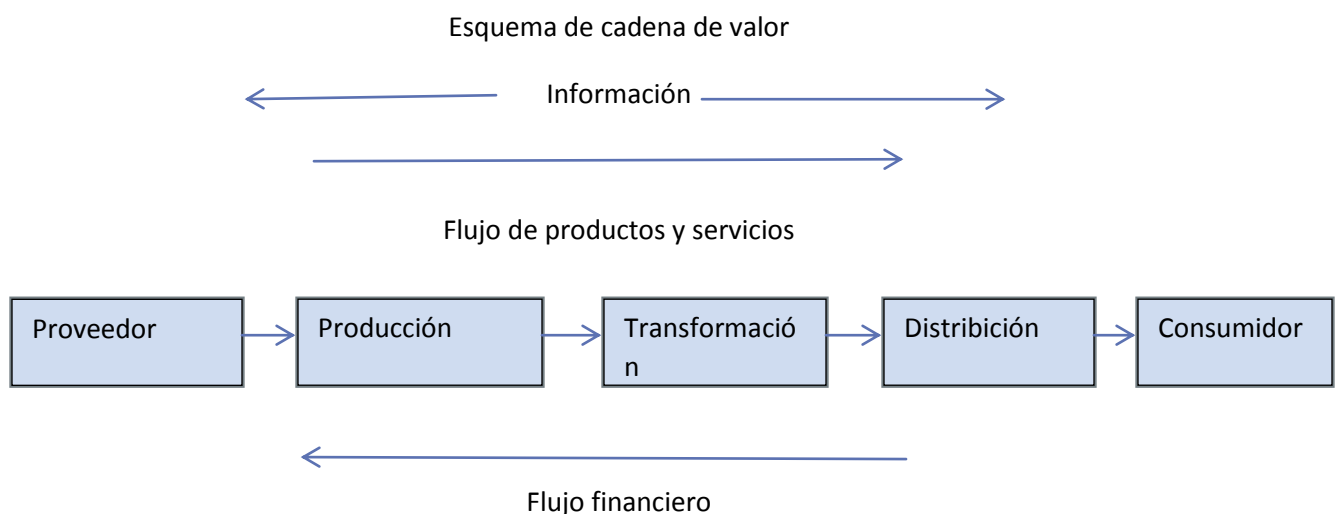 Esquema de cadena de valor
Información
Flujo de productos y servicios
Proveedor
Producción
Transformació
n
Distribición
Consumidor
Flujo financiero